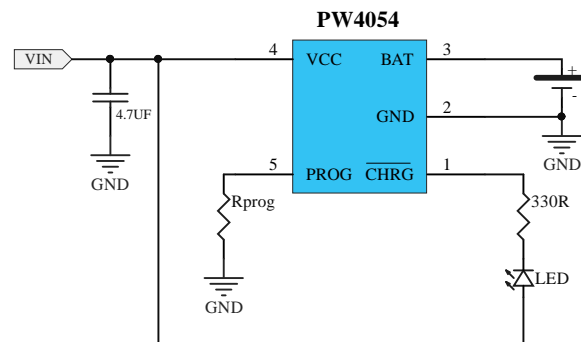 PW4054
VIN
4
VCC
BAT
3
4.7UF
GND
2
GND
GND
5
PROG
CHRG
1
Rprog
330R
GND
LED
+
-